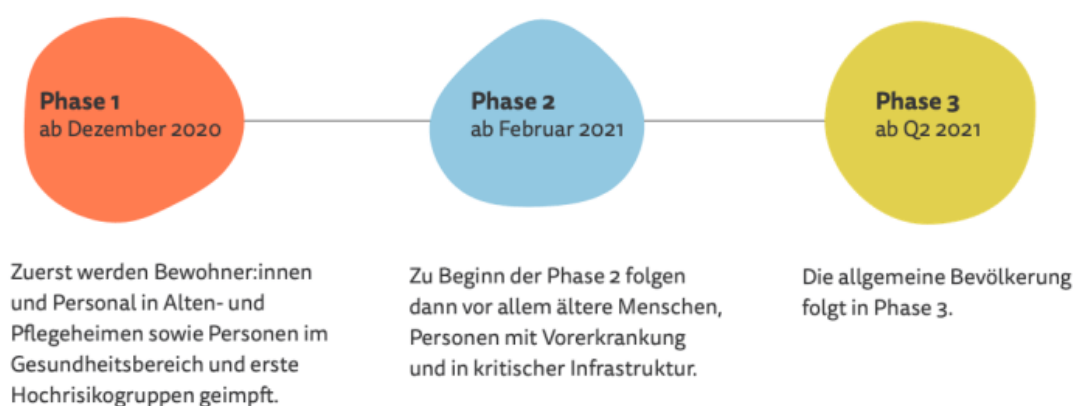 Phase 1
ab Dezember 2020
Phase 2
ab Februar 2021
Phase 3
ab Q2 2021
Zuerst werden Bewohner:innen
und Personal in Alten- und
Pflegeheimen sowie Personen im
Gesundheitsbereich und erste
Hochrisikogruppen geimpft.
Zu Beginn der Phase 2 folgen
dann vor allem ältere Menschen,
Personen mit Vorerkrankung
und in kritischer Infrastruktur.
Die allgemeine Bevölkerung
folgt in Phase 3.